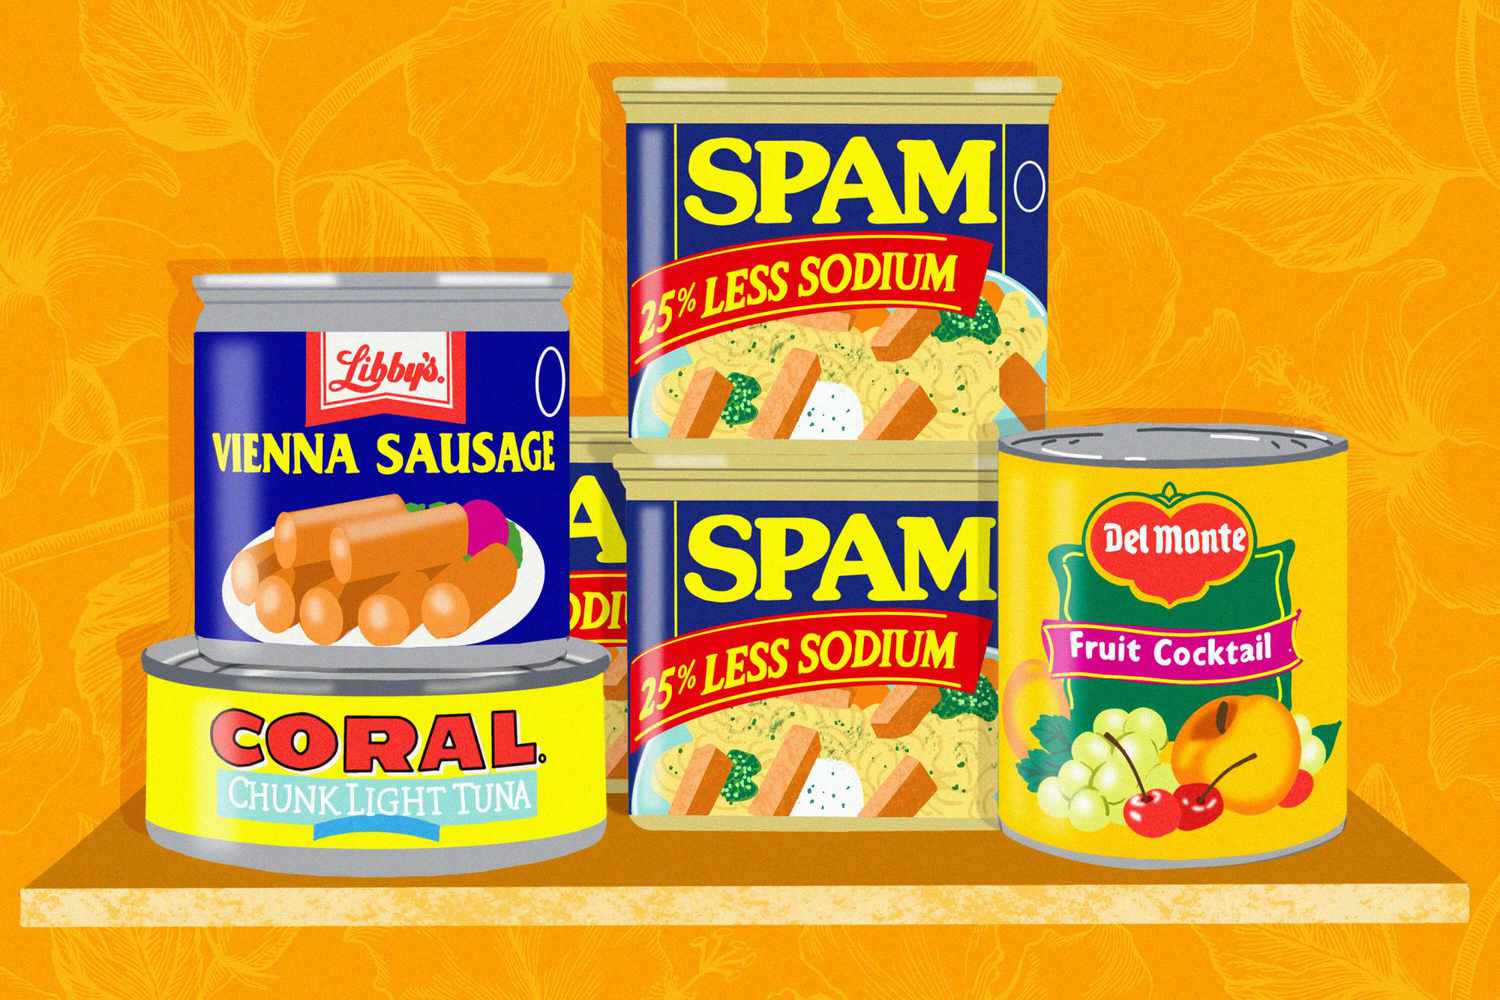 SPAM
25% LESS SODIUM
Libby's.
VIENNA SAUSAGE
CORAL.
CHUNK LIGHT TUNA
A
ODIU
SPAM
25% LESS SODIUM
Del Monte
Fruit Cocktail